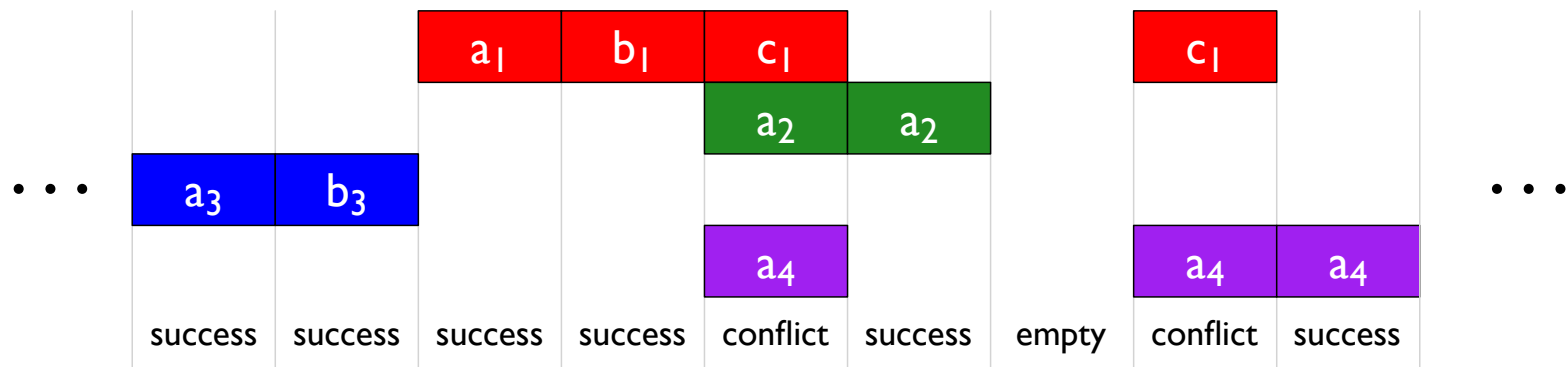 a₁ b₁ c₁ c₁
a₂ a₂
• • • a₃ b₃ • • •
a₄ a₄ a₄
success success success success conflict success empty conflict success